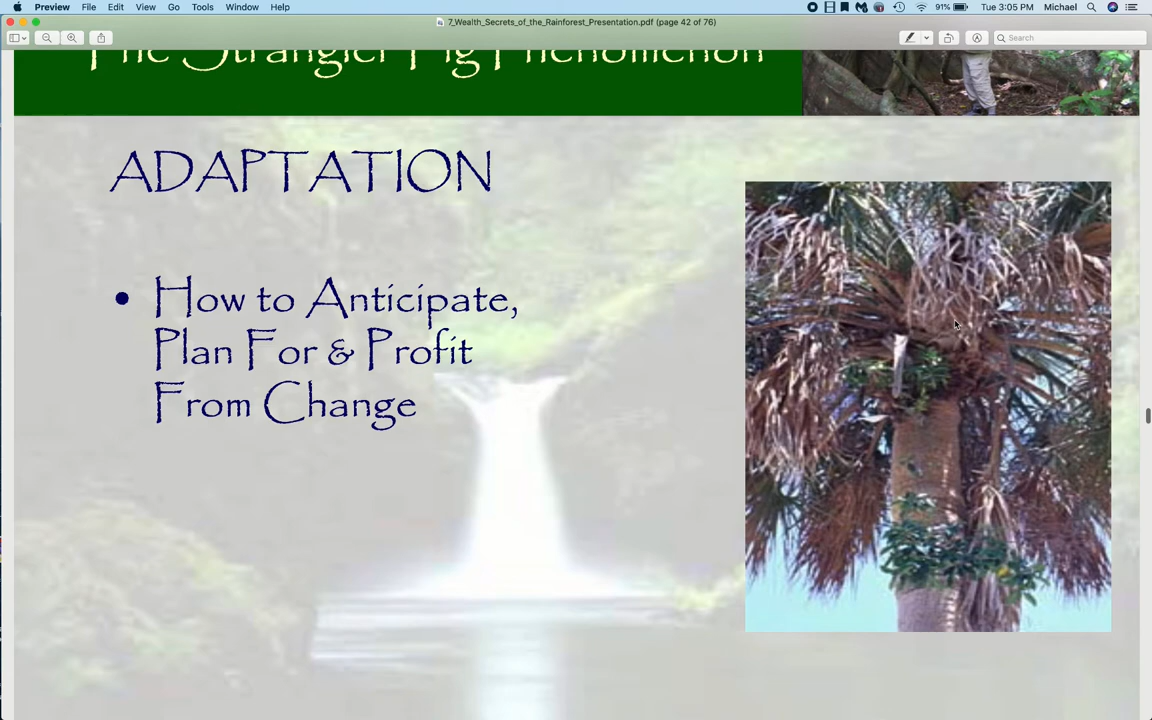 Preview File Edit View Go Tools Window Help 91% Tue 3:05 PM Michael
7_Wealth_Secrets_of_the_Rainforest_Presentation.pdf (page 42 of 76)
Search
The Strangler Fig Phenomenon
ADAPTATION
• How to Anticipate,
Plan For & Profit
From Change